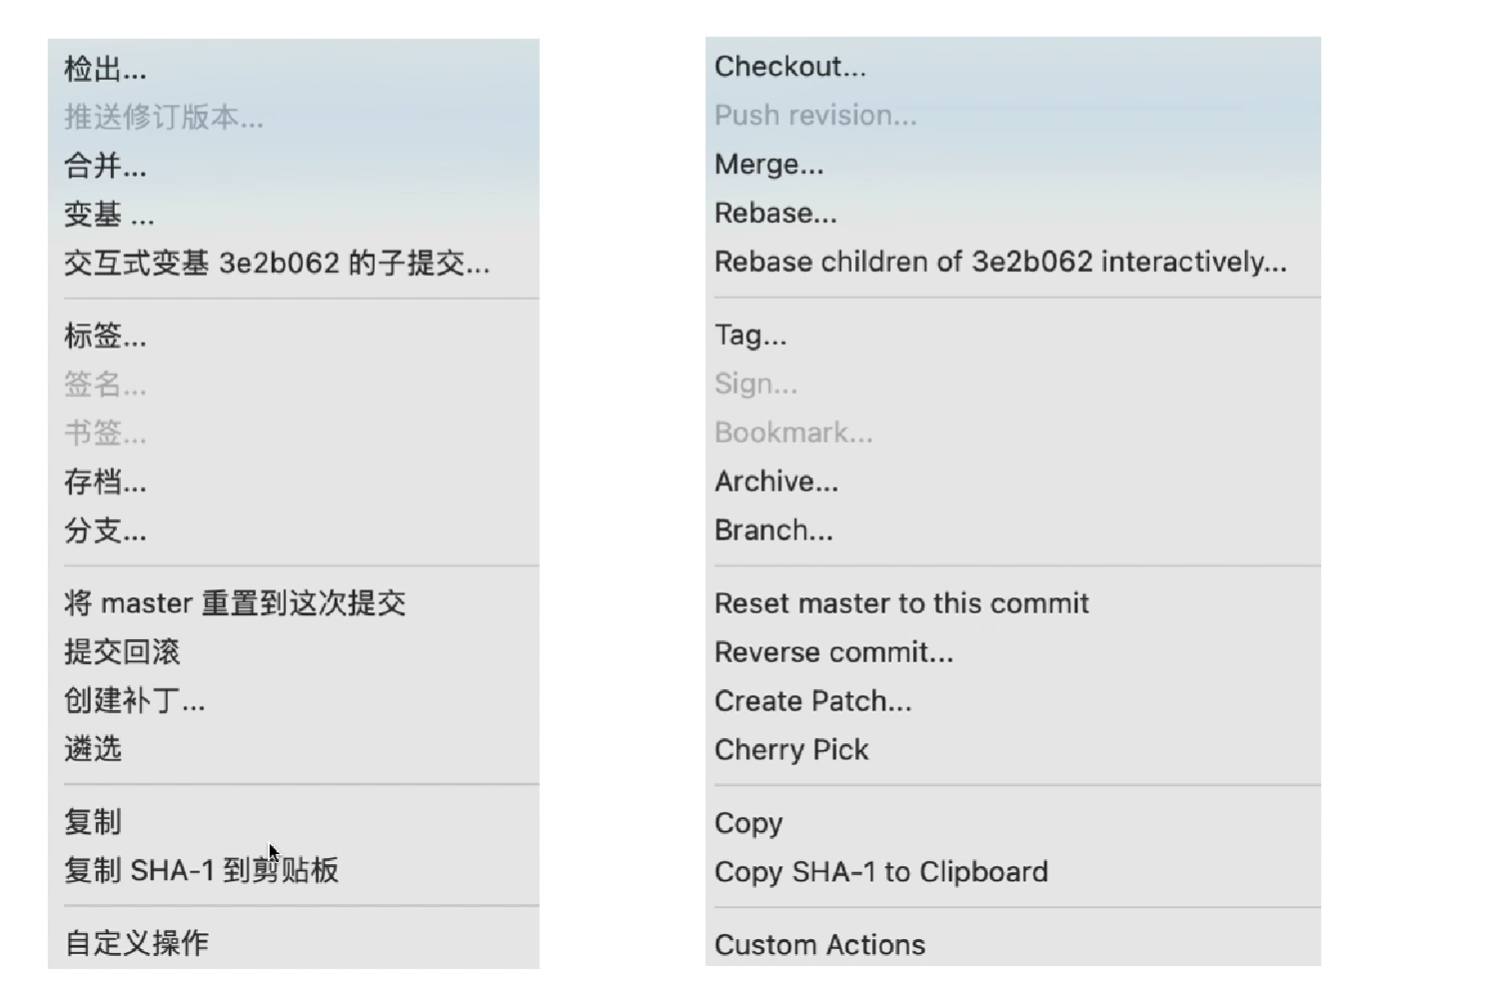 检出...
推送修订版本...
合并...
变基 ...
交互式变基 3e2b062 的子提交...
标签...
签名...
书签...
存档...
分支...
将 master 重置到这次提交
提交回滚
创建补丁...
遴选
复制
复制 SHA-1 到剪贴板
自定义操作
Checkout...
Push revision...
Merge...
Rebase...
Rebase children of 3e2b062 interactively...
Tag...
Sign...
Bookmark...
Archive...
Branch...
Reset master to this commit
Reverse commit...
Create Patch...
Cherry Pick
Copy
Copy SHA-1 to Clipboard
Custom Actions